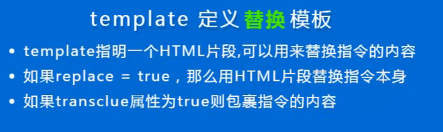 template 定义替换模板
• template指明一个HTML片段,可以用来替换指令的内容
• 如果replace = true，那么用HTML片段替换指令本身
• 如果transclue属性为true则包裹指令的内容